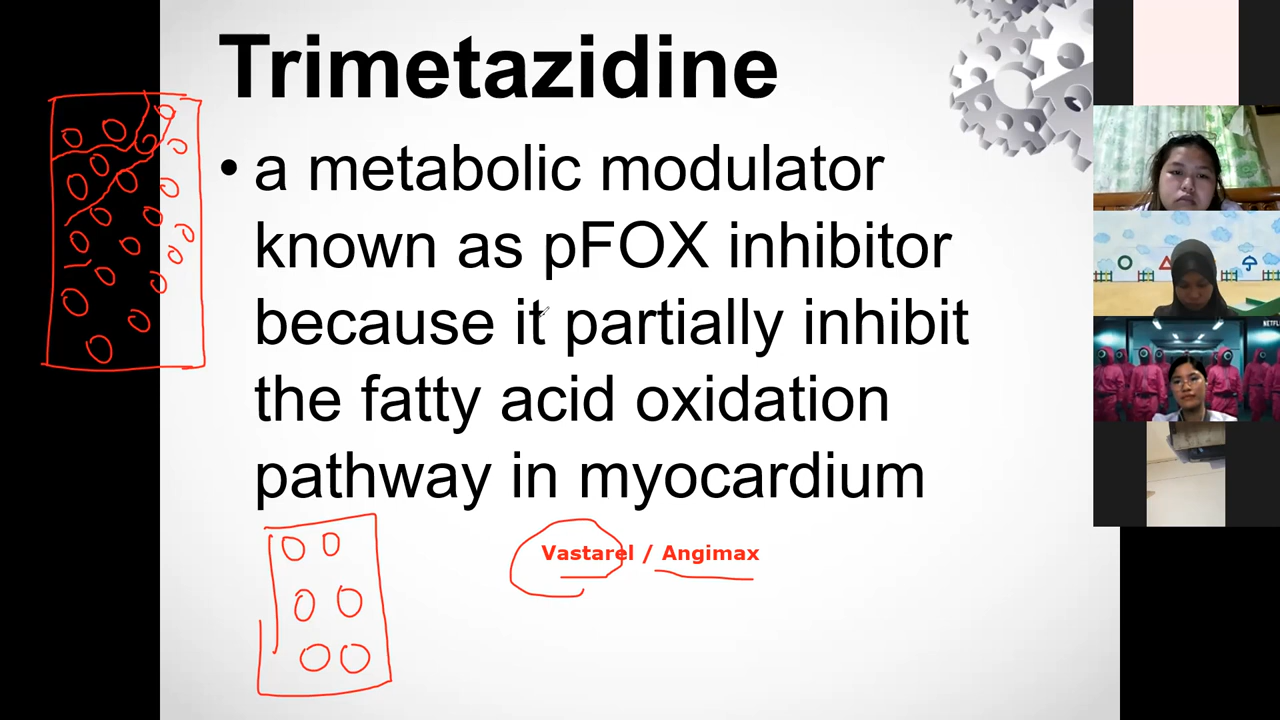 Trimetazidine
• a metabolic modulator
known as pFOX inhibitor
because it partially inhibit
the fatty acid oxidation
pathway in myocardium
Vastarel / Angimax
NETFL